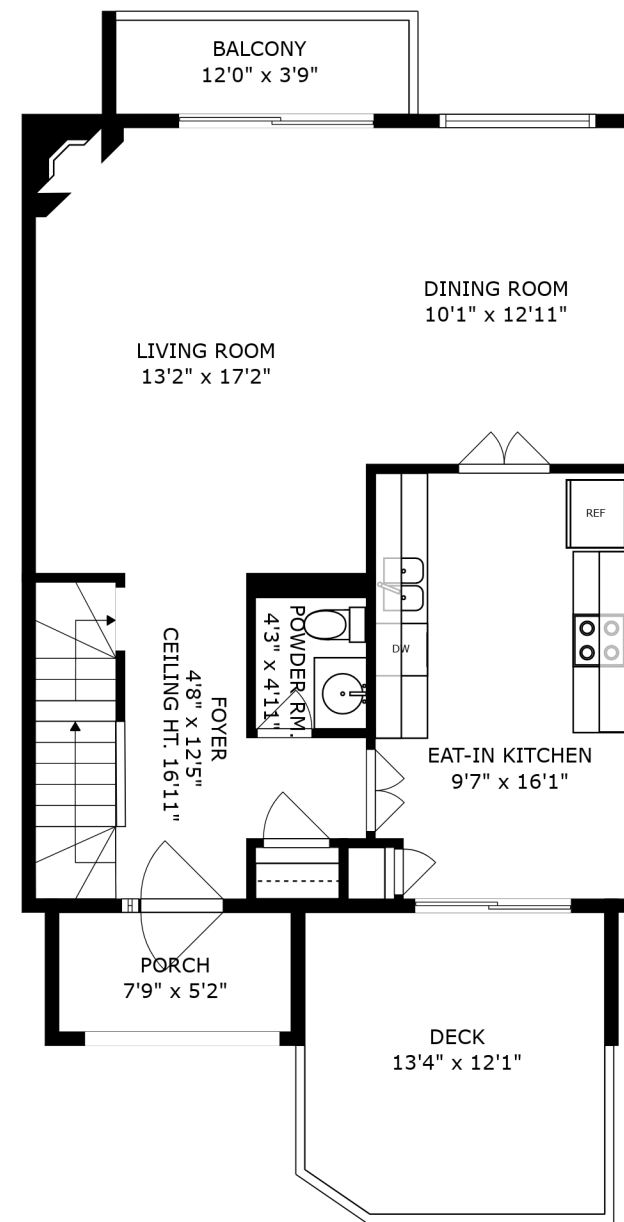 BALCONY
12'0" x 3'9"
DINING ROOM
10'1" x 12'11"
LIVING ROOM
13'2" x 17'2"
REF
POWDER RM.
4'3" x 4'11"
DW
FOYER
4'8" x 12'5"
CEILING HT. 16'11"
EAT-IN KITCHEN
9'7" x 16'1"
PORCH
7'9" x 5'2"
DECK
13'4" x 12'1"